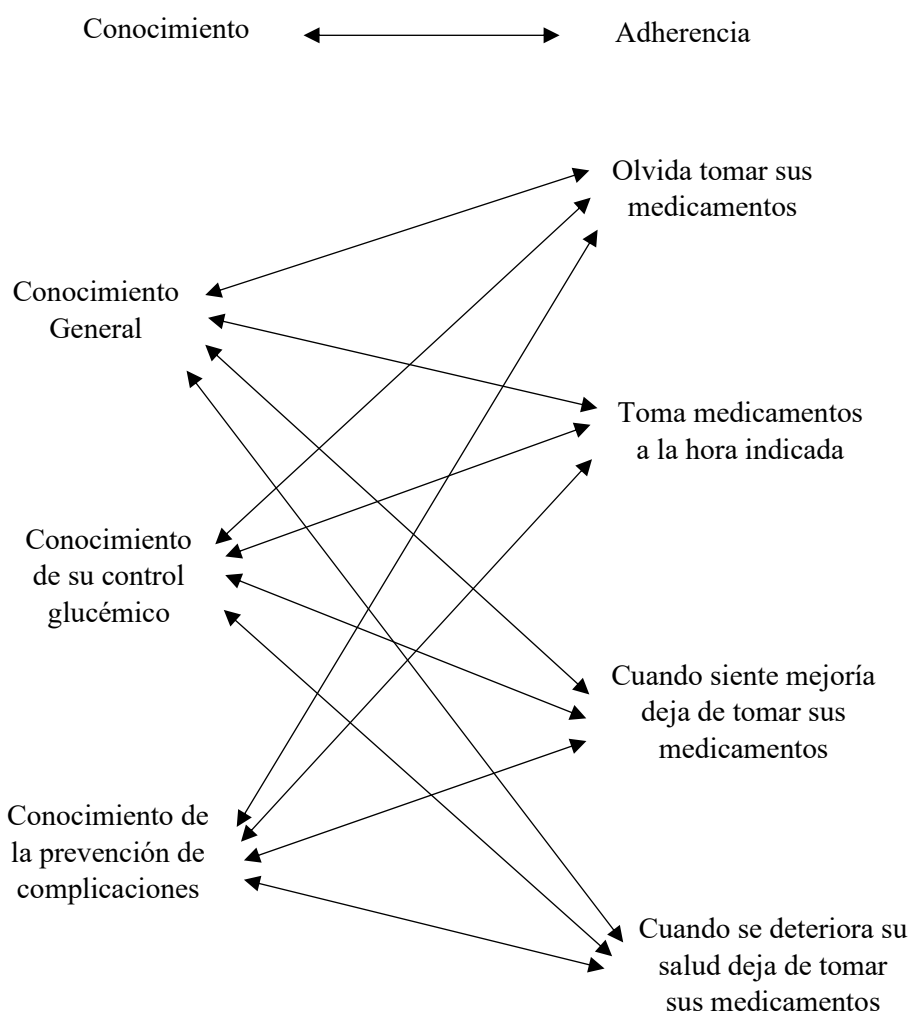 Conocimiento
Adherencia
Olvida tomar sus
medicamentos
Conocimiento
General
Toma medicamentos
a la hora indicada
Conocimiento
de su control
glucémico
Cuando siente mejoría
deja de tomar sus
medicamentos
Conocimiento de
la prevención de
complicaciones
Cuando se deteriora su
salud deja de tomar
sus medicamentos